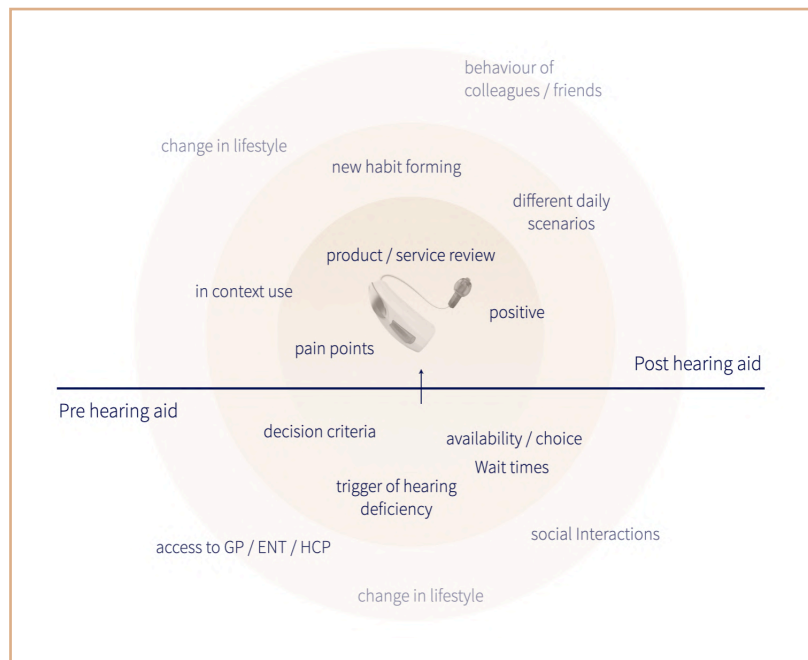 behaviour of
colleagues / friends
change in lifestyle
new habit forming
different daily
scenarios
product / service review
in context use
positive
pain points
Post hearing aid
Pre hearing aid
decision criteria
availability / choice
Wait times
trigger of hearing
deficiency
social Interactions
access to GP / ENT / HCP
change in lifestyle